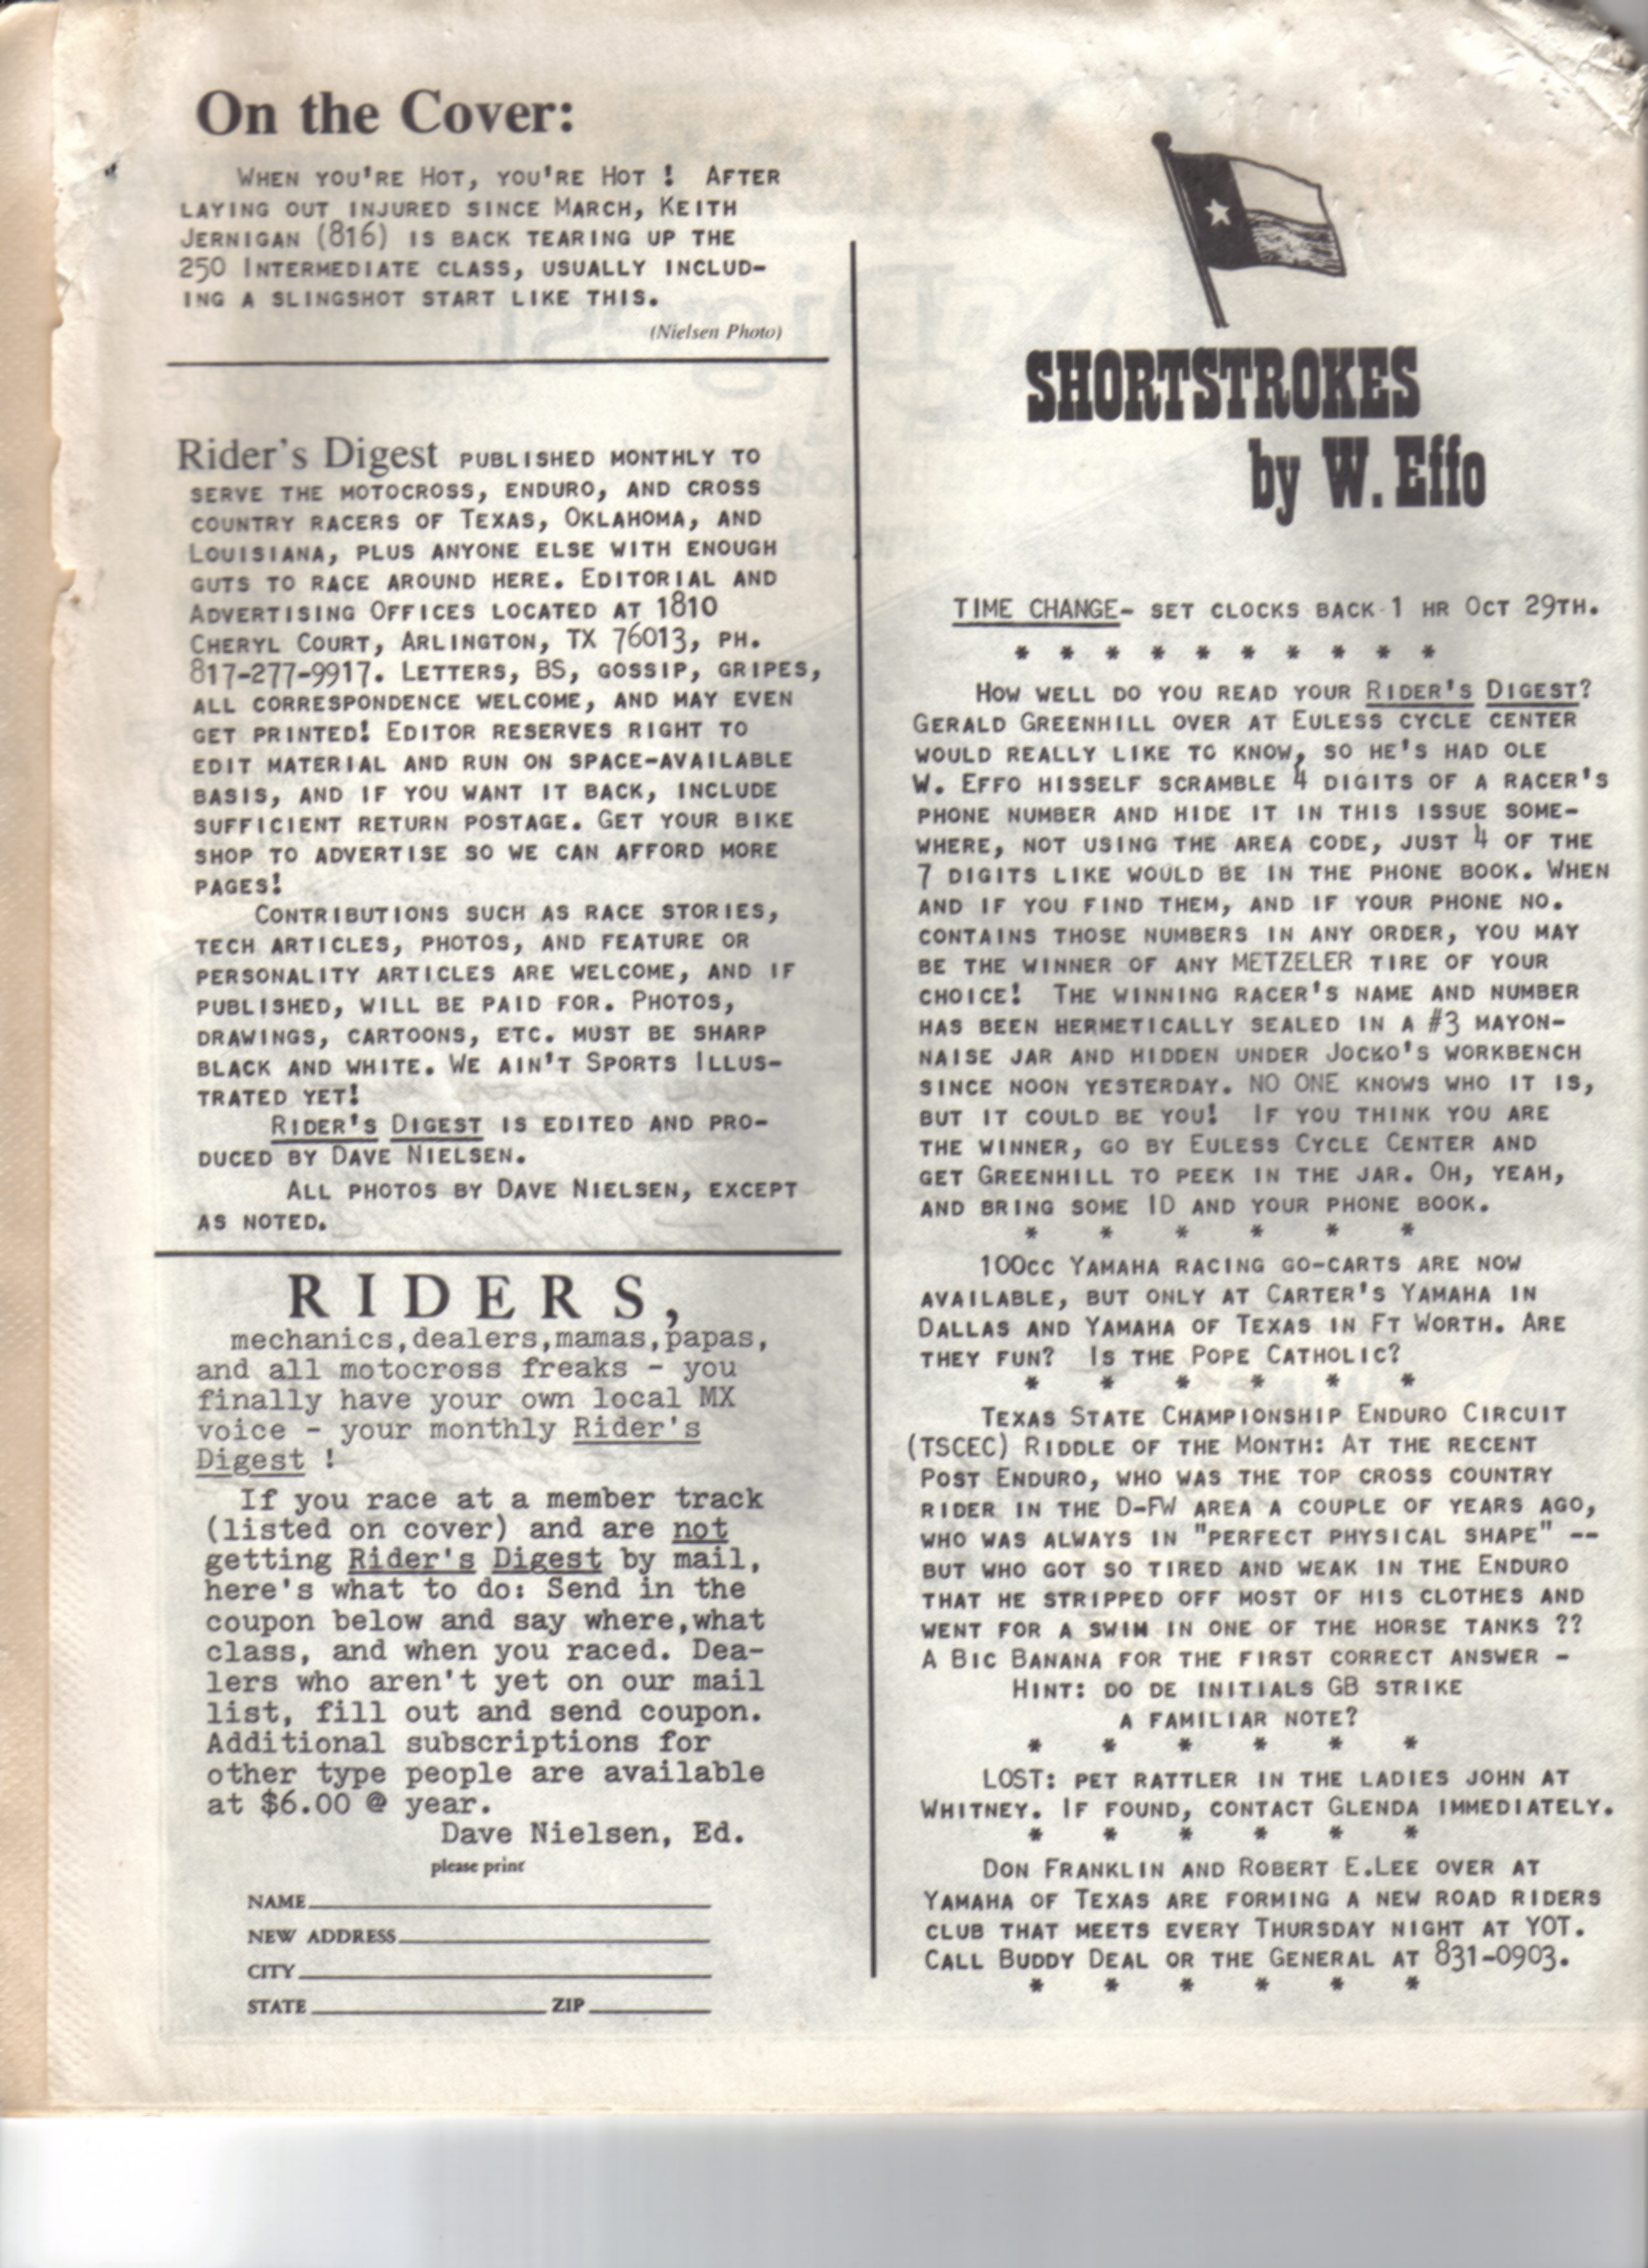 On the Cover:
WHEN YOU'RE HOT, YOU'RE HOT ! AFTER
LAYING OUT INJURED SINCE MARCH, KEITH
JERNIGAN (816) IS BACK TEARING UP THE
250 INTERMEDIATE CLASS, USUALLY INCLUD-
ING A SLINGSHOT START LIKE THIS.
(Nielsen Photo)
Rider's Digest PUBLISHED MONTHLY TO
SERVE THE MOTOCROSS, ENDURO, AND CROSS
COUNTRY RACERS OF TEXAS, OKLAHOMA, AND
LOUISIANA, PLUS ANYONE ELSE WITH ENOUGH
GUTS TO RACE AROUND HERE. EDITORIAL AND
ADVERTISING OFFICES LOCATED AT 1810
CHERYL COURT, ARLINGTON, TX 76013, PH.
817-277-9917. LETTERS, BS, GOSSIP, GRIPES,
ALL CORRESPONDENCE WELCOME, AND MAY EVEN
GET PRINTED! EDITOR RESERVES RIGHT TO
EDIT MATERIAL AND RUN ON SPACE-AVAILABLE
BASIS, AND IF YOU WANT IT BACK, INCLUDE
SUFFICIENT RETURN POSTAGE. GET YOUR BIKE
SHOP TO ADVERTISE SO WE CAN AFFORD MORE
PAGES!
CONTRIBUTIONS SUCH AS RACE STORIES,
TECH ARTICLES, PHOTOS, AND FEATURE OR
PERSONALITY ARTICLES ARE WELCOME, AND IF
PUBLISHED, WILL BE PAID FOR. PHOTOS,
DRAWINGS, CARTOONS, ETC. MUST BE SHARP
BLACK AND WHITE. WE AIN'T SPORTS ILLUS-
TRATED YET!
RIDER'S DIGEST IS EDITED AND PRO-
DUCED BY DAVE NIELSEN.
ALL PHOTOS BY DAVE NIELSEN, EXCEPT
AS NOTED.
RIDERS,
mechanics,dealers,mamas,papas,
and all motocross freaks - you
finally have your own local MX
voice - your monthly Rider's
Digest !
If you race at a member track
(listed on cover) and are not
getting Rider's Digest by mail,
here's what to do: Send in the
coupon below and say where,what
class, and when you raced. Dea-
lers who aren't yet on our mail
list, fill out and send coupon.
Additional subscriptions for
other type people are available
at $6.00 @ year.
Dave Nielsen, Ed.
please print
NAME
NEW ADDRESS
CITY
STATE ZIP
SHORTSTROKES
by W. Effo
TIME CHANGE- SET CLOCKS BACK 1 HR OCT 29TH.
* * * * * * * * * *
HOW WELL DO YOU READ YOUR RIDER'S DIGEST?
GERALD GREENHILL OVER AT EULESS CYCLE CENTER
WOULD REALLY LIKE TO KNOW, SO HE'S HAD OLE
W. EFFO HISSELF SCRAMBLE 4 DIGITS OF A RACER'S
PHONE NUMBER AND HIDE IT IN THIS ISSUE SOME-
WHERE, NOT USING THE AREA CODE, JUST 4 OF THE
7 DIGITS LIKE WOULD BE IN THE PHONE BOOK. WHEN
AND IF YOU FIND THEM, AND IF YOUR PHONE NO.
CONTAINS THOSE NUMBERS IN ANY ORDER, YOU MAY
BE THE WINNER OF ANY METZELER TIRE OF YOUR
CHOICE! THE WINNING RACER'S NAME AND NUMBER
HAS BEEN HERMETICALLY SEALED IN A #3 MAYON-
NAISE JAR AND HIDDEN UNDER JOCKO'S WORKBENCH
SINCE NOON YESTERDAY. NO ONE KNOWS WHO IT IS,
BUT IT COULD BE YOU! IF YOU THINK YOU ARE
THE WINNER, GO BY EULESS CYCLE CENTER AND
GET GREENHILL TO PEEK IN THE JAR. OH, YEAH,
AND BRING SOME ID AND YOUR PHONE BOOK.
* * * * * *
100CC YAMAHA RACING GO-CARTS ARE NOW
AVAILABLE, BUT ONLY AT CARTER'S YAMAHA IN
DALLAS AND YAMAHA OF TEXAS IN FT WORTH. ARE
THEY FUN? IS THE POPE CATHOLIC?
* * * * * *
TEXAS STATE CHAMPIONSHIP ENDURO CIRCUIT
(TSCEC) RIDDLE OF THE MONTH: AT THE RECENT
POST ENDURO, WHO WAS THE TOP CROSS COUNTRY
RIDER IN THE D-FW AREA A COUPLE OF YEARS AGO,
WHO WAS ALWAYS IN "PERFECT PHYSICAL SHAPE" --
BUT WHO GOT SO TIRED AND WEAK IN THE ENDURO
THAT HE STRIPPED OFF MOST OF HIS CLOTHES AND
WENT FOR A SWIM IN ONE OF THE HORSE TANKS ??
A BIC BANANA FOR THE FIRST CORRECT ANSWER -
HINT: DO DE INITIALS GB STRIKE
A FAMILIAR NOTE?
* * * * * *
LOST: PET RATTLER IN THE LADIES JOHN AT
WHITNEY. IF FOUND, CONTACT GLENDA IMMEDIATELY.
* * * * * *
DON FRANKLIN AND ROBERT E.LEE OVER AT
YAMAHA OF TEXAS ARE FORMING A NEW ROAD RIDERS
CLUB THAT MEETS EVERY THURSDAY NIGHT AT YOT.
CALL BUDDY DEAL OR THE GENERAL AT 831-0903.
* * * * * *